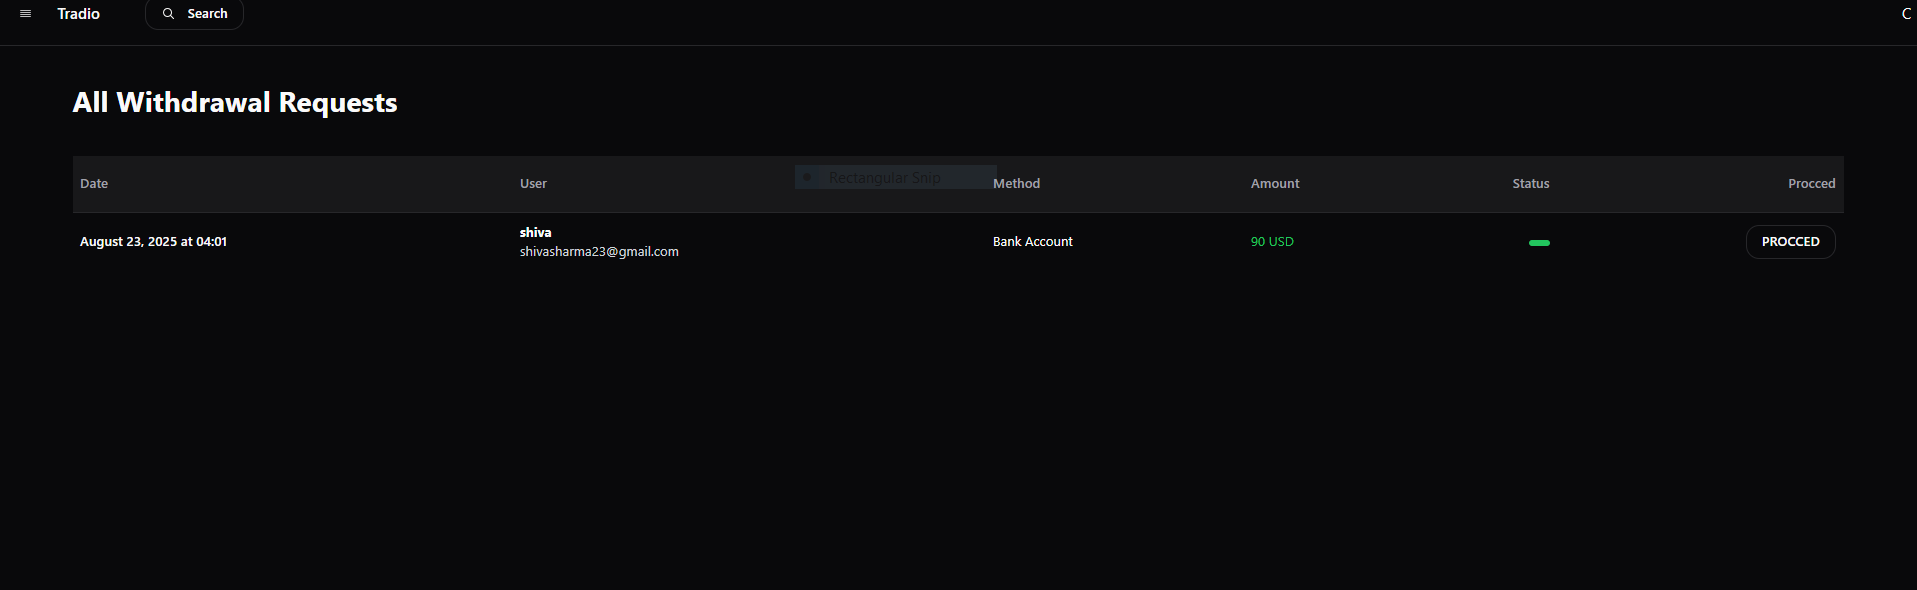 Tradio
Search
C
All Withdrawal Requests
Date User Method Amount Status Procced
Rectangular Snip
August 23, 2025 at 04:01 shiva Bank Account 90 USD PROCCED
shivasharma23@gmail.com